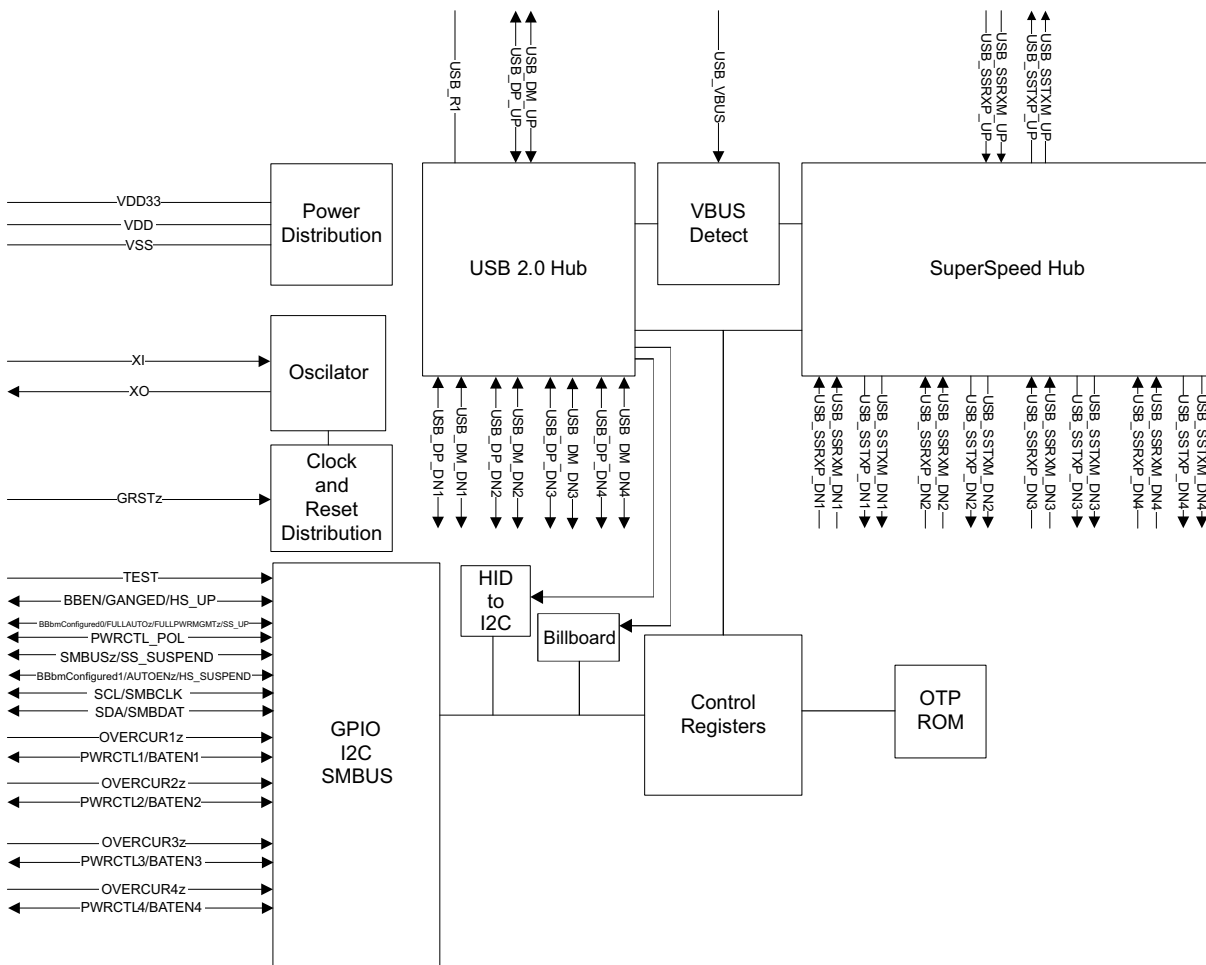 USB_R1
USB_DP_UP
USB_DM_UP
USB_VBUS
USB_SSRXP_UP
USB_SSRXM_UP
USB_SSTXP_UP
USB_SSTXM_UP
VDD33
VDD
VSS
Power
Distribution
USB 2.0 Hub
VBUS
Detect
SuperSpeed Hub
XI
XO
Oscilator
GRSTz
Clock
and
Reset
Distribution
USB_DP_DN1
USB_DM_DN1
USB_DP_DN2
USB_DM_DN2
USB_DP_DN3
USB_DM_DN3
USB_DP_DN4
USB_DM_DN4
USB_SSRXP_DN1
USB_SSRXM_DN1
USB_SSTXP_DN1
USB_SSTXM_DN1
USB_SSRXP_DN2
USB_SSRXM_DN2
USB_SSTXP_DN2
USB_SSTXM_DN2
USB_SSRXP_DN3
USB_SSRXM_DN3
USB_SSTXP_DN3
USB_SSTXM_DN3
USB_SSRXP_DN4
USB_SSRXM_DN4
USB_SSTXP_DN4
USB_SSTXM_DN4
TEST
BBEN/GANGED/HS_UP
BBbmConfigured0/FULLAUTOz/FULLPWRMGMTz/SS_UP
PWRCTL_POL
SMBUSz/SS_SUSPEND
BBbmConfigured1/AUTOENz/HS_SUSPEND
SCL/SMBCLK
SDA/SMBDAT
OVERCUR1z
PWRCTL1/BATEN1
OVERCUR2z
PWRCTL2/BATEN2
OVERCUR3z
PWRCTL3/BATEN3
OVERCUR4z
PWRCTL4/BATEN4
GPIO
I2C
SMBUS
HID
to
I2C
Billboard
Control
Registers
OTP
ROM